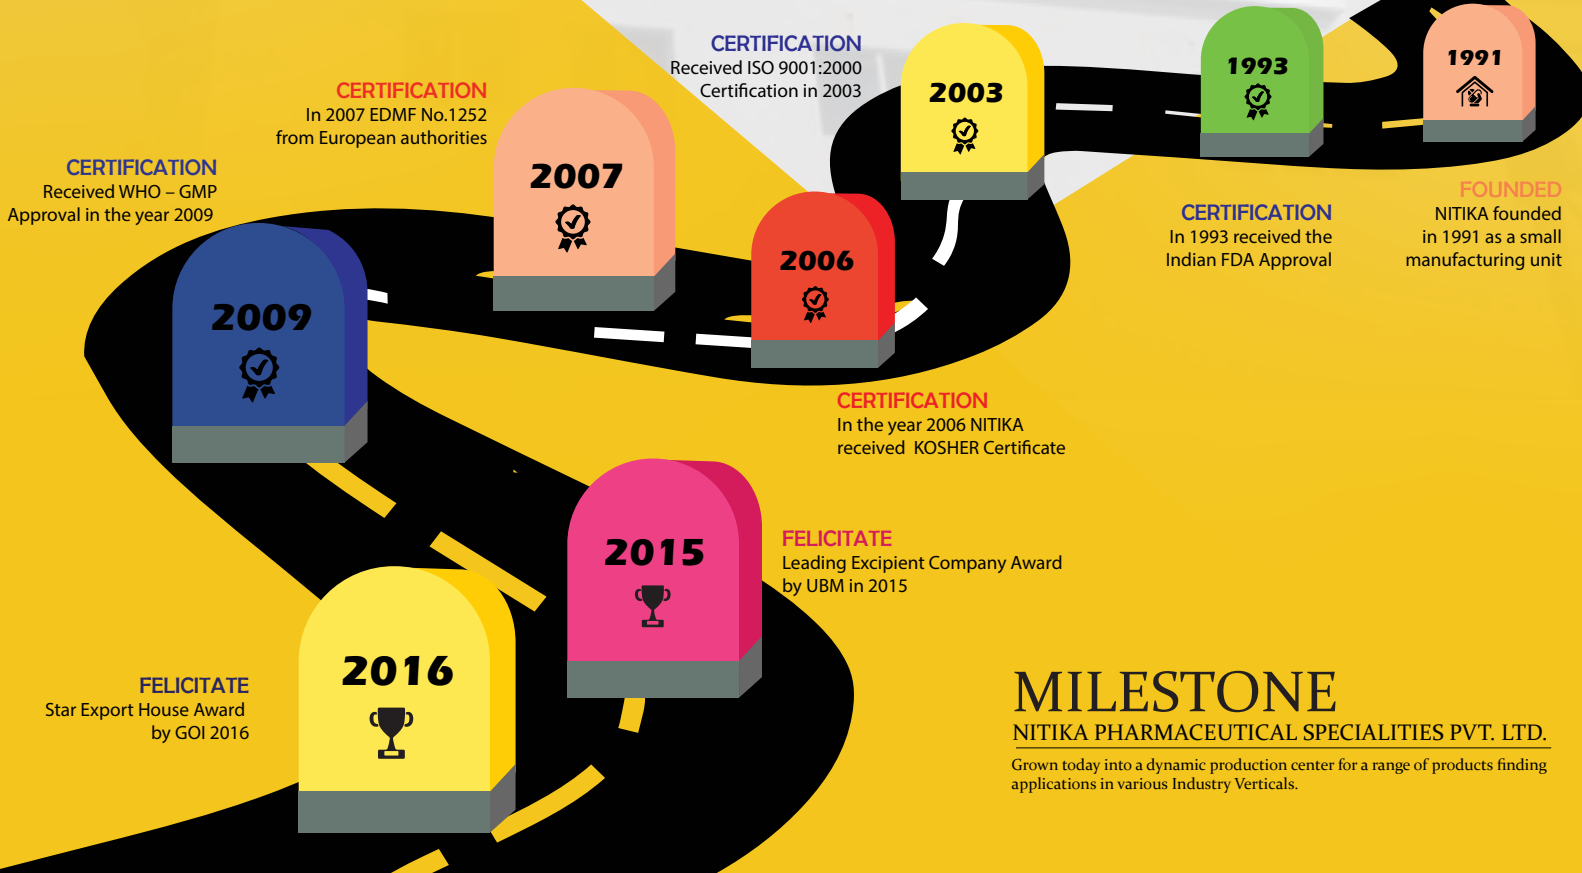 CERTIFICATION
Received ISO 9001:2000
Certification in 2003
2003
1993
1991
CERTIFICATION
In 2007 EDMF No.1252
from European authorities
2007
CERTIFICATION
Received WHO – GMP
Approval in the year 2009
2009
2006
CERTIFICATION
In 1993 received the
Indian FDA Approval
FOUNDED
NITIKA founded
in 1991 as a small
manufacturing unit
CERTIFICATION
In the year 2006 NITIKA
received KOSHER Certificate
2015
FELICITATE
Leading Excipient Company Award
by UBM in 2015
2016
FELICITATE
Star Export House Award
by GOI 2016
MILESTONE
NITIKA PHARMACEUTICAL SPECIALITIES PVT. LTD.
Grown today into a dynamic production center for a range of products finding
applications in various Industry Verticals.